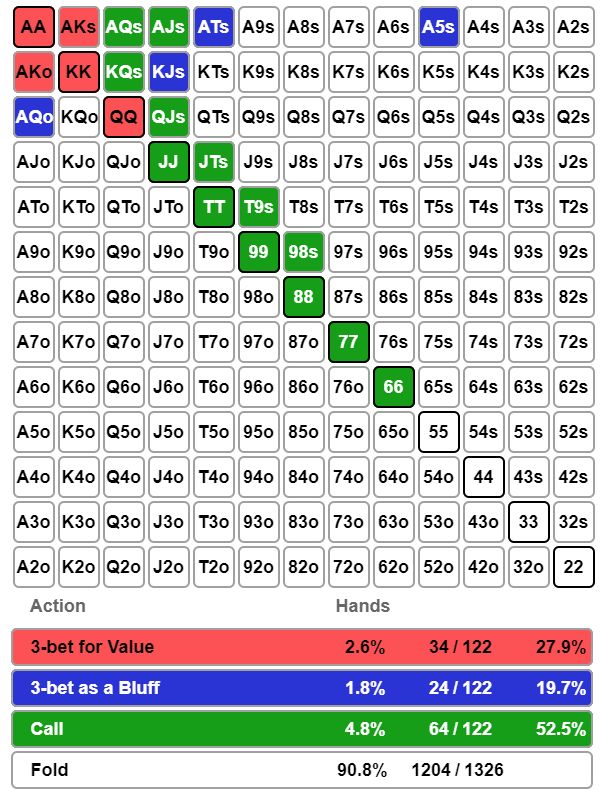 AA AKs AQs AJs ATs A9s A8s A7s A6s A5s A4s A3s A2s
AKo KK KQs KJs KTs K9s K8s K7s K6s K5s K4s K3s K2s
AQo KQo QQ QJs QTs Q9s Q8s Q7s Q6s Q5s Q4s Q3s Q2s
AJo KJo QJo JJ JTs J9s J8s J7s J6s J5s J4s J3s J2s
ATo KTo QTo JTo TT T9s T8s T7s T6s T5s T4s T3s T2s
A9o K9o Q9o J9o T9o 99 98s 97s 96s 95s 94s 93s 92s
A8o K8o Q8o J8o T8o 98o 88 87s 86s 85s 84s 83s 82s
A7o K7o Q7o J7o T7o 97o 87o 77 76s 75s 74s 73s 72s
A6o K6o Q6o J6o T6o 96o 86o 76o 66 65s 64s 63s 62s
A5o K5o Q5o J5o T5o 95o 85o 75o 65o 55 54s 53s 52s
A4o K4o Q4o J4o T4o 94o 84o 74o 64o 54o 44 43s 42s
A3o K3o Q3o J3o T3o 93o 83o 73o 63o 53o 43o 33 32s
A2o K2o Q2o J2o T2o 92o 82o 72o 62o 52o 42o 32o 22
Action Hands
3-bet for Value 2.6% 34 / 122 27.9%
3-bet as a Bluff 1.8% 24 / 122 19.7%
Call 4.8% 64 / 122 52.5%
Fold 90.8% 1204 / 1326